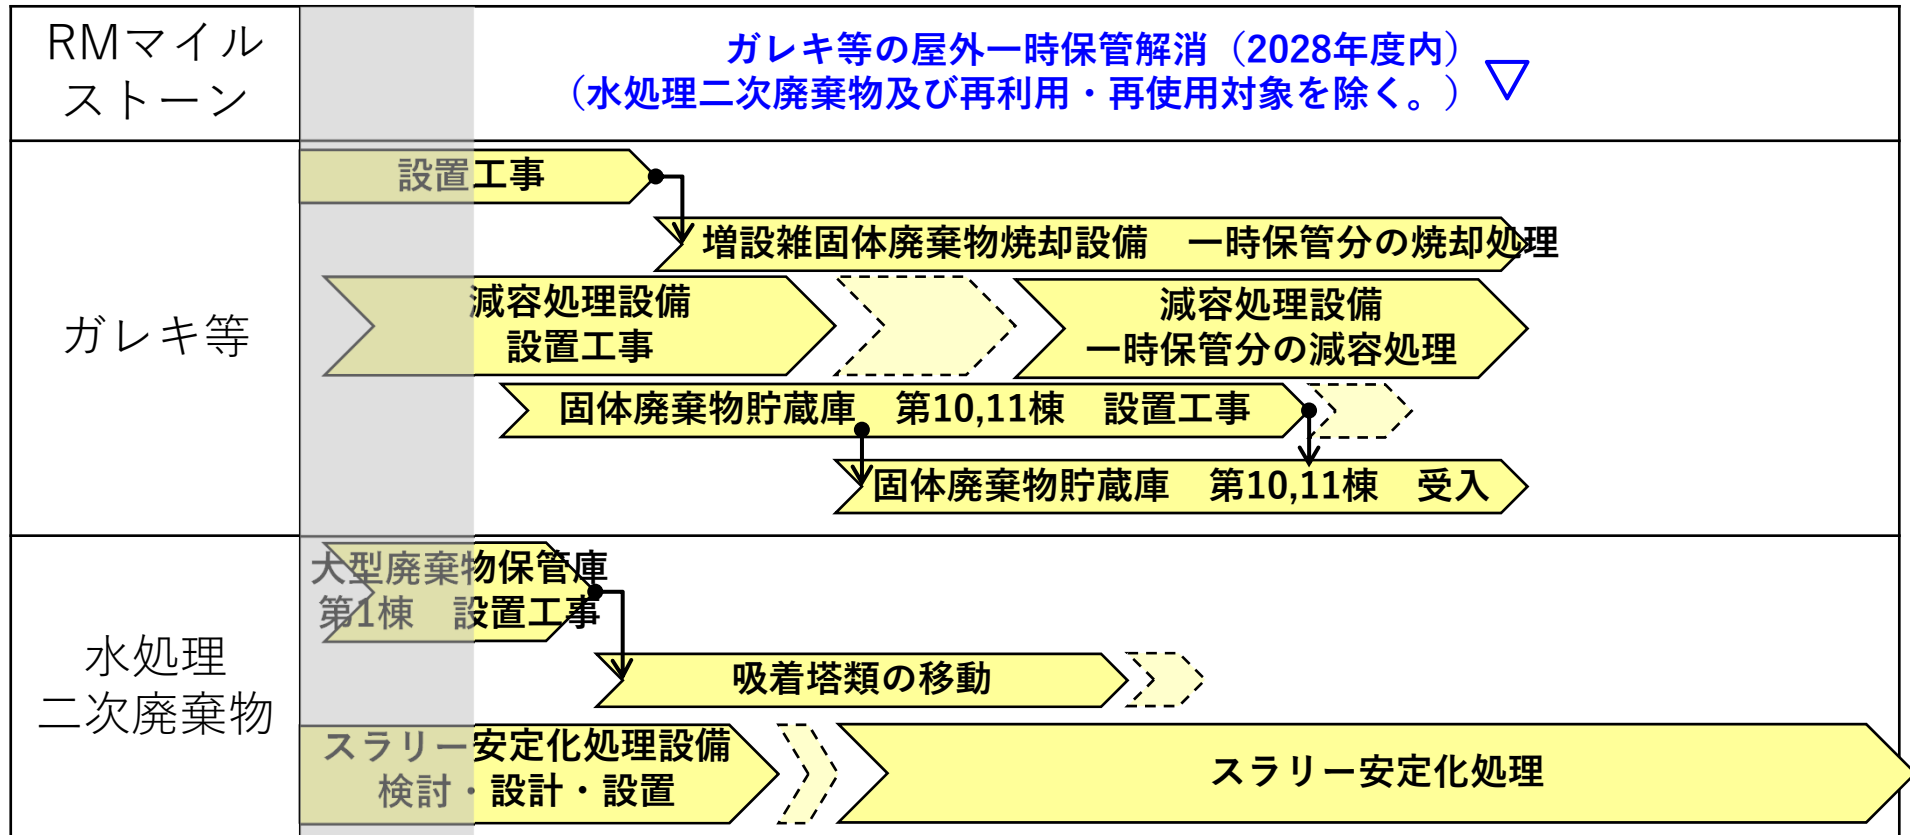 RMマイル
ストーン
ガレキ等の屋外一時保管解消（2028年度内）
（水処理二次廃棄物及び再利用・再使用対象を除く。）
ガレキ等
設置工事
増設雑固体廃棄物焼却設備　一時保管分の焼却処理
減容処理設備
設置工事
減容処理設備
一時保管分の減容処理
固体廃棄物貯蔵庫　第10,11棟　設置工事
固体廃棄物貯蔵庫　第10,11棟　受入
水処理
二次廃棄物
大型廃棄物保管庫
第1棟　設置工事
吸着塔類の移動
スラリー安定化処理設備
検討・設計・設置
スラリー安定化処理